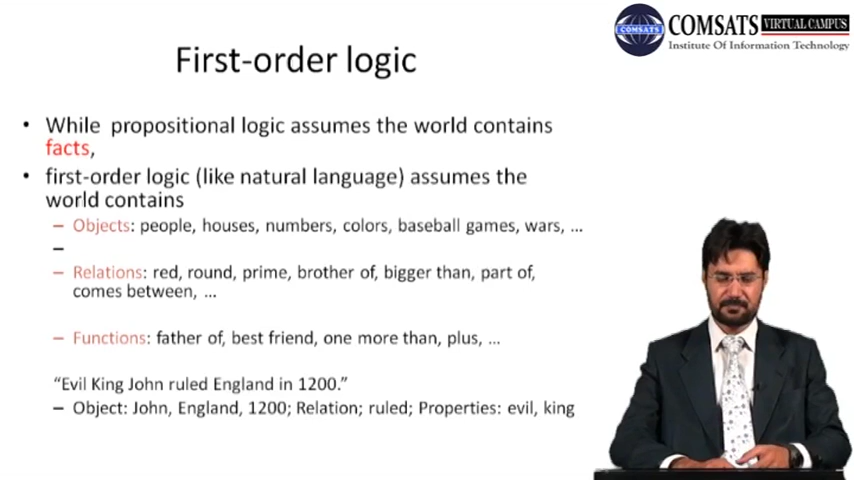 COMSATS VIRTUAL CAMPUS
COMSATS
Institute Of Information Technology
First-order logic
• While propositional logic assumes the world contains
facts,
• first-order logic (like natural language) assumes the
world contains
– Objects: people, houses, numbers, colors, baseball games, wars, ...
–
– Relations: red, round, prime, brother of, bigger than, part of,
comes between, ...
– Functions: father of, best friend, one more than, plus, ...
“Evil King John ruled England in 1200.”
– Object: John, England, 1200; Relation; ruled; Properties: evil, king